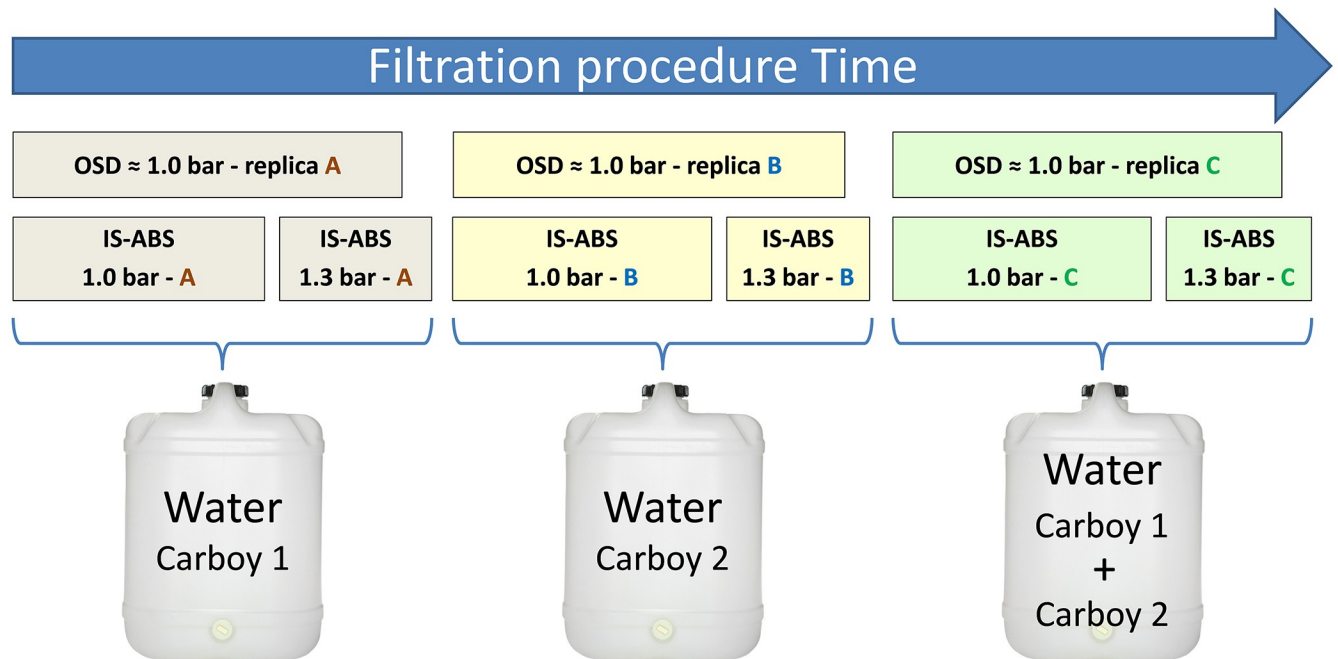 Filtration procedure Time
OSD ≈ 1.0 bar - replica A
OSD ≈ 1.0 bar - replica B
OSD ≈ 1.0 bar - replica C
IS-ABS
1.0 bar - A
IS-ABS
1.3 bar - A
IS-ABS
1.0 bar - B
IS-ABS
1.3 bar - B
IS-ABS
1.0 bar - C
IS-ABS
1.3 bar - C
Water
Carboy 1
Water
Carboy 2
Water
Carboy 1
+
Carboy 2